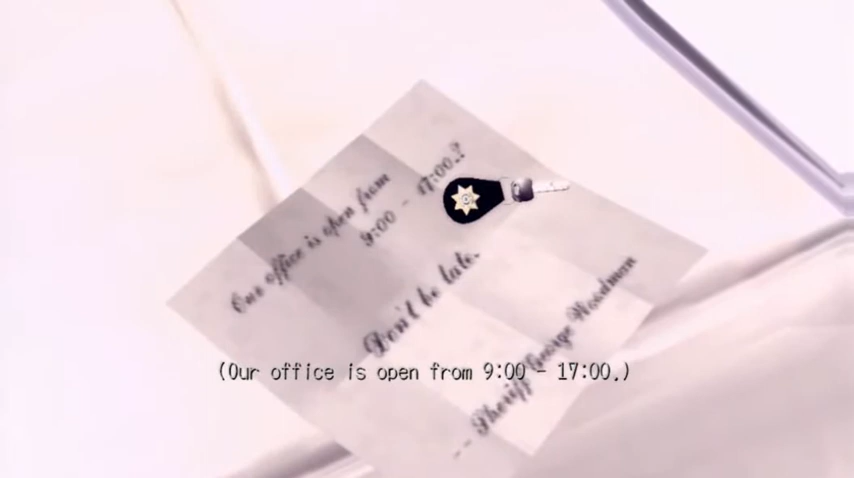 Our office is open from
9:00 - 17:00.!
Don't be late.
-- Sheriff George Woodman
(Our office is open from 9:00 - 17:00.)